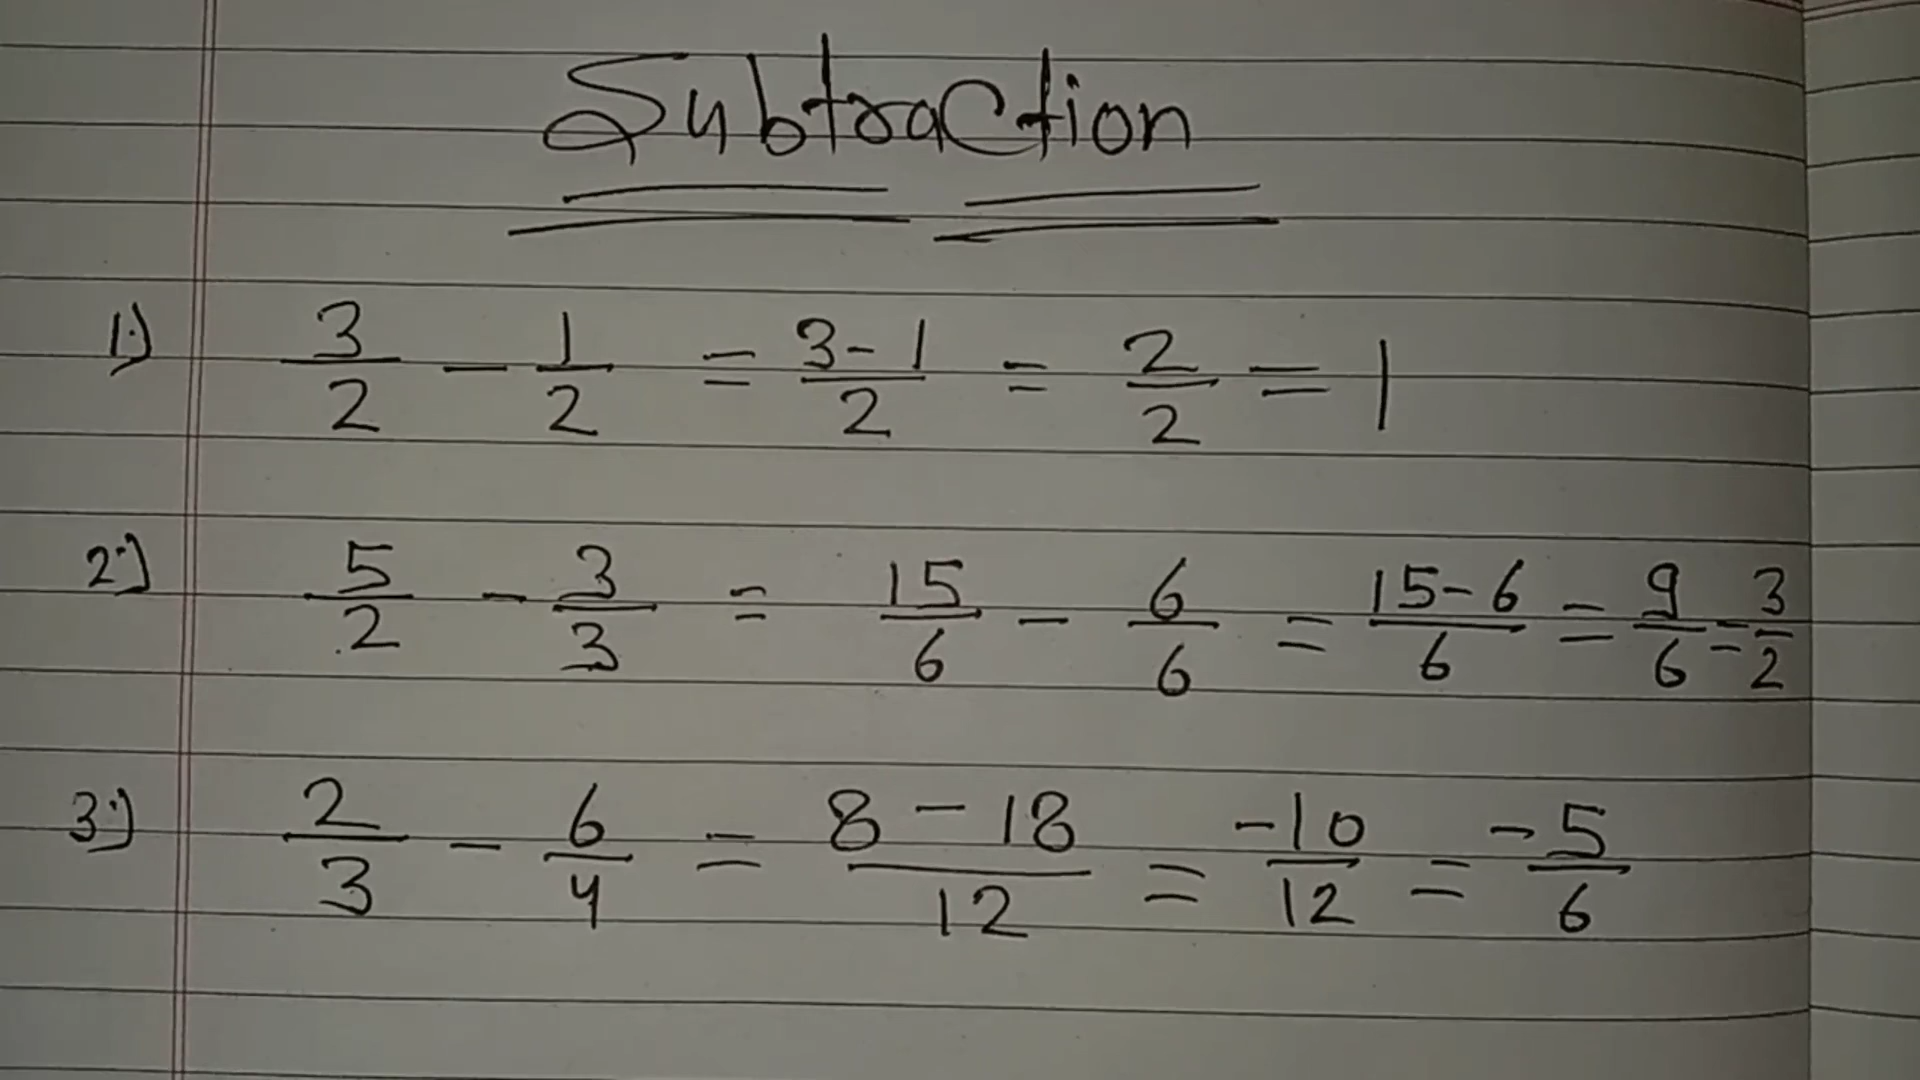 Subtraction
1.) 3/2 - 1/2 = 3-1/2 = 2/2 = 1
2.) 5/2 - 3/3 = 15/6 - 6/6 = 15-6/6 = 9/6 = 3/2
3.) 2/3 - 6/4 = 8-18/12 = -10/12 = -5/6